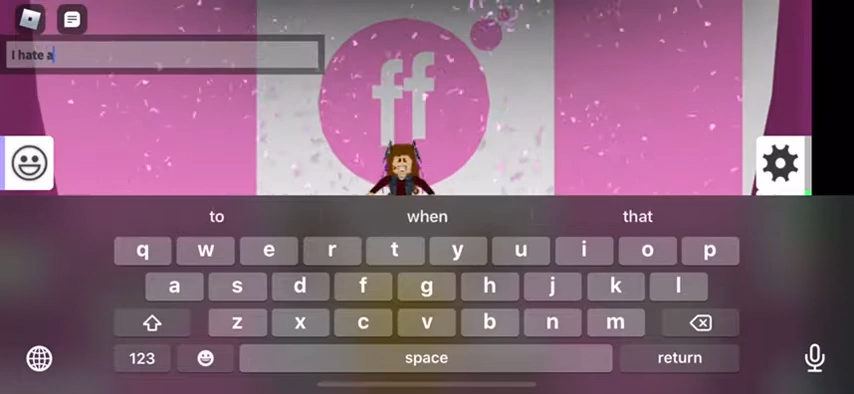 I hate a
ff
to when that
q w e r t y u i o p
a s d f g h j k l
z x c v b n m
123 space return